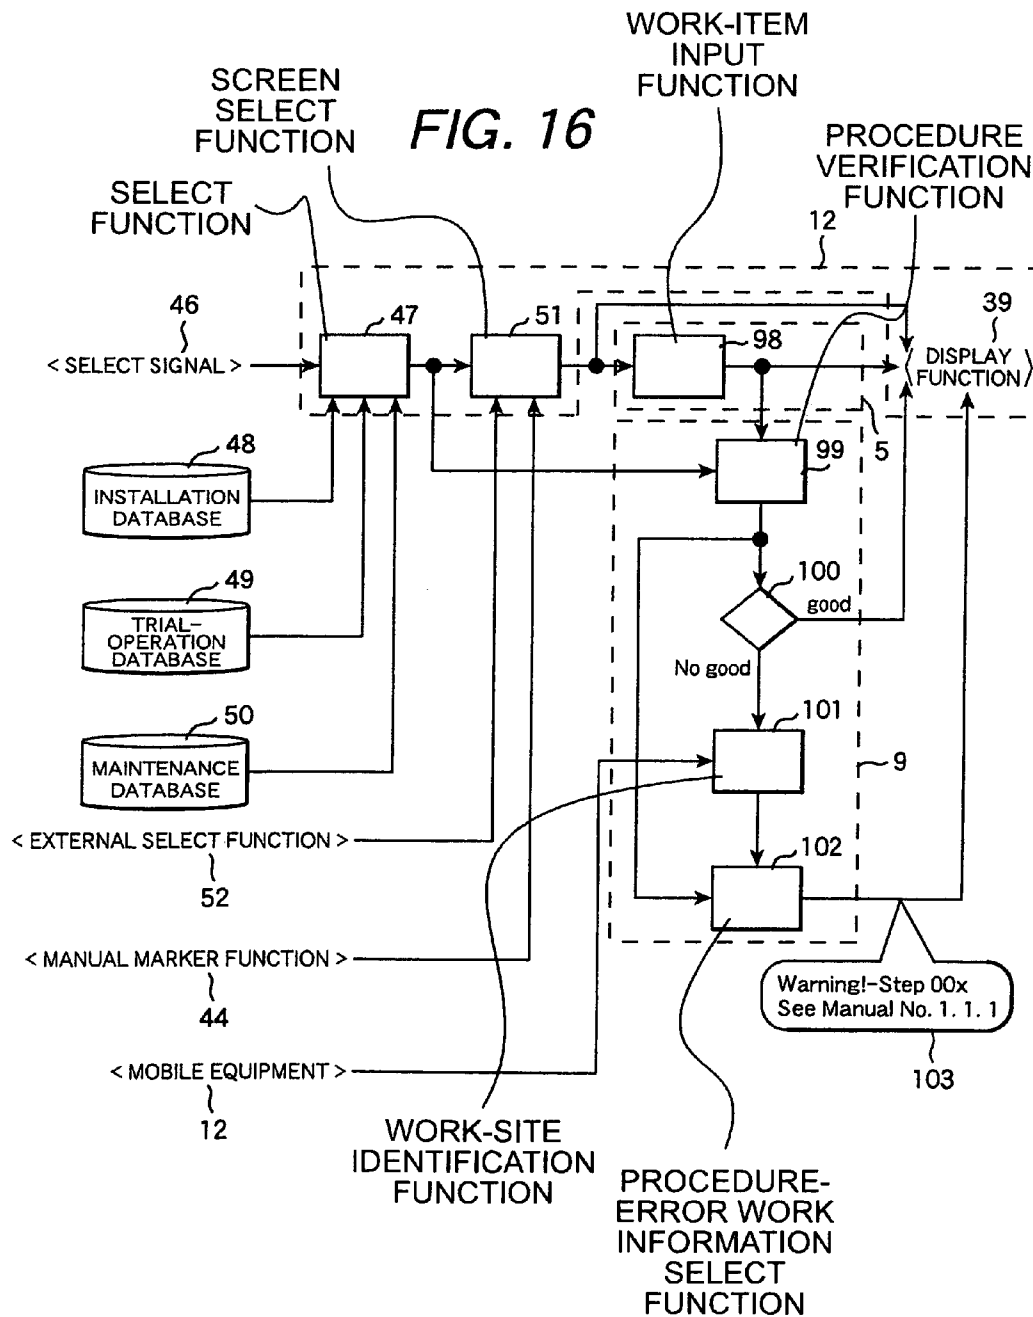 WORK-ITEM
INPUT
FUNCTION
SCREEN
SELECT
FUNCTION
FIG. 16
PROCEDURE
VERIFICATION
FUNCTION
SELECT
FUNCTION
12
46
47
51
98
39
< SELECT SIGNAL >
< DISPLAY
FUNCTION >
5
99
48
INSTALLATION
DATABASE
100
good
49
TRIAL-
OPERATION
DATABASE
No good
50
MAINTENANCE
DATABASE
101
9
< EXTERNAL SELECT FUNCTION >
52
102
< MANUAL MARKER FUNCTION >
44
Warning!-Step 00x
See Manual No. 1. 1. 1
103
< MOBILE EQUIPMENT >
12
WORK-SITE
IDENTIFICATION
FUNCTION
PROCEDURE-
ERROR WORK
INFORMATION
SELECT
FUNCTION